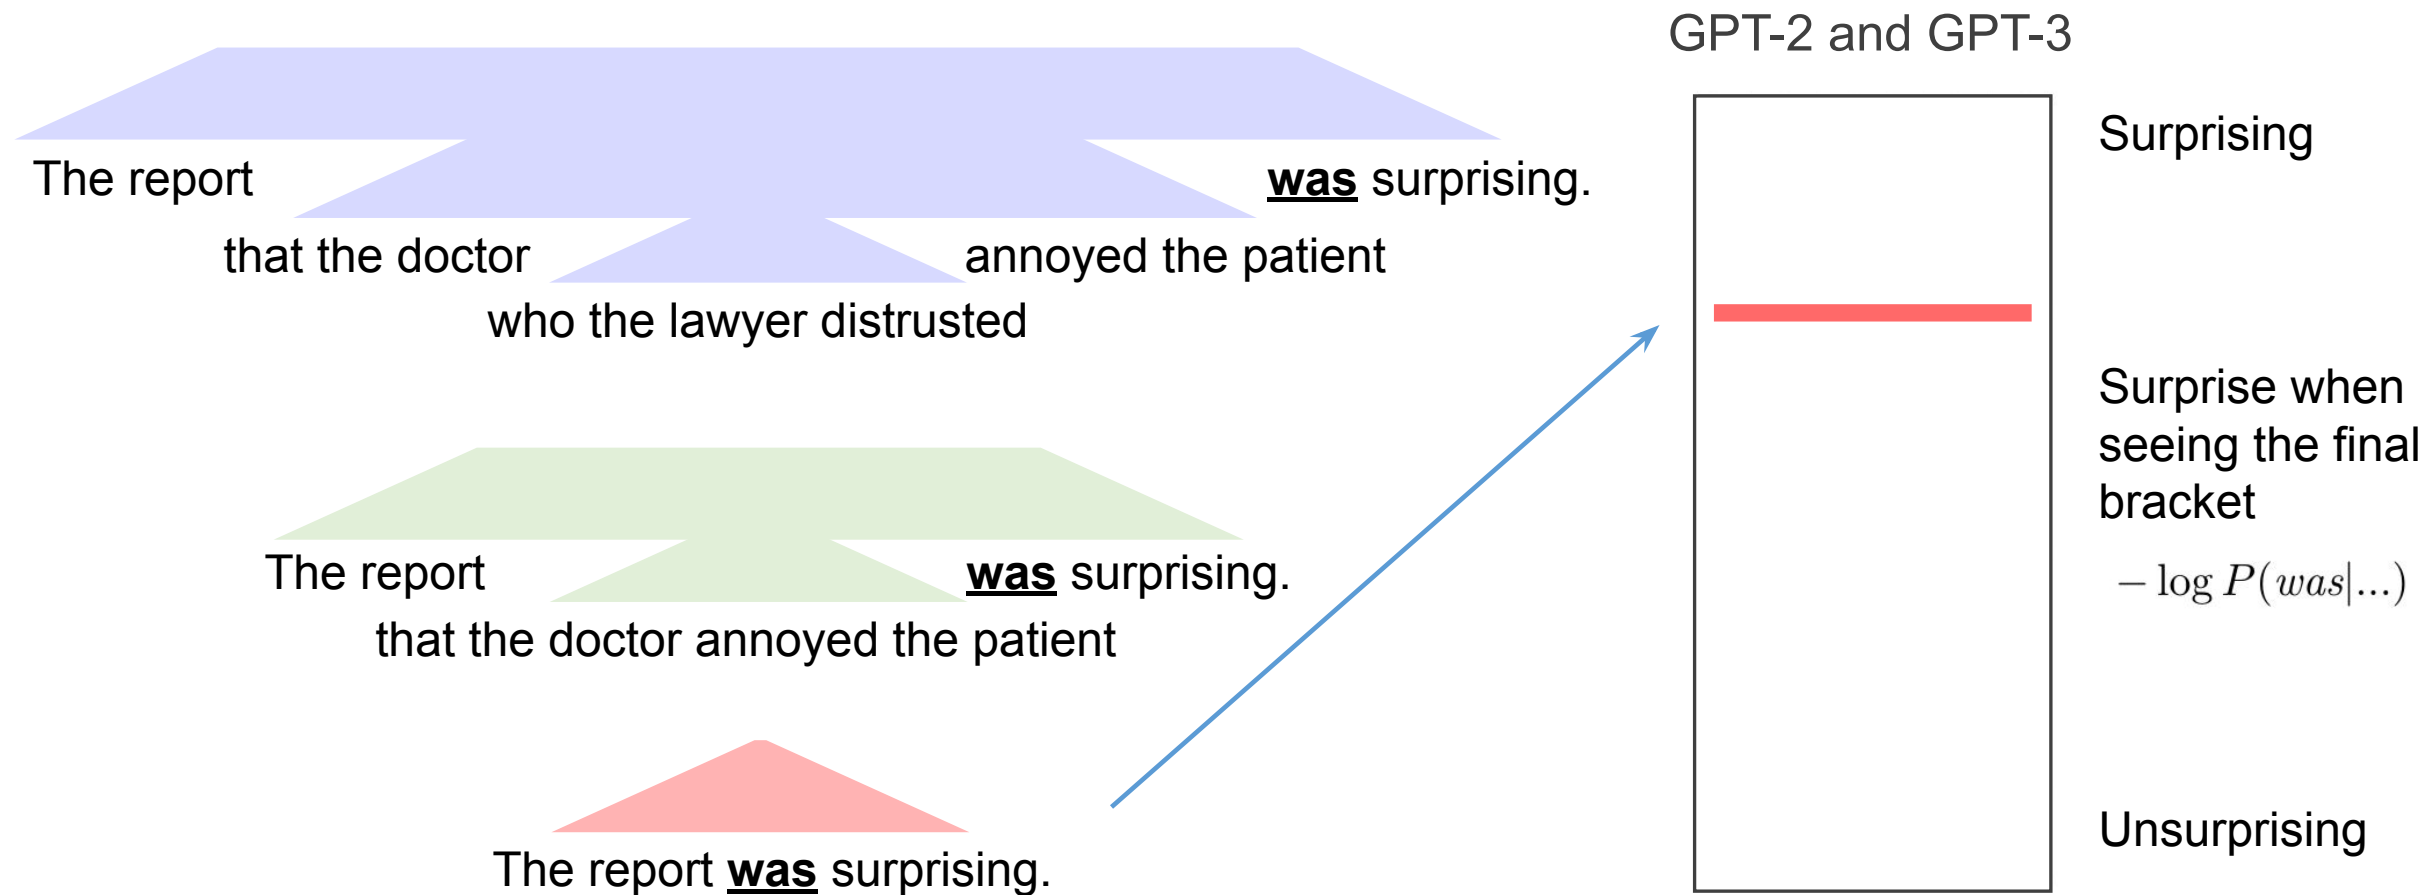 GPT-2 and GPT-3
The report was surprising.
that the doctor annoyed the patient
who the lawyer distrusted
The report was surprising.
that the doctor annoyed the patient
The report was surprising.
Surprising
Surprise when
seeing the final
bracket
− log P(was|...)
Unsurprising